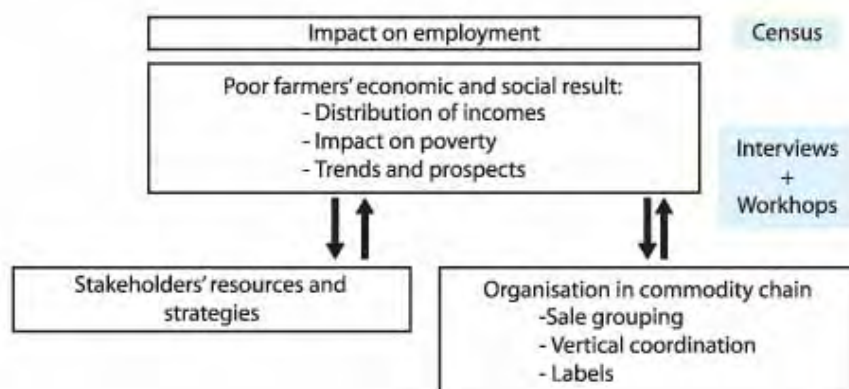 Impact on employment
Census
Poor farmers' economic and social result:
- Distribution of incomes
- Impact on poverty
- Trends and prospects
Interviews
+
Workhops
Stakeholders' resources and
strategies
Organisation in commodity chain
-Sale grouping
- Vertical coordination
- Labels